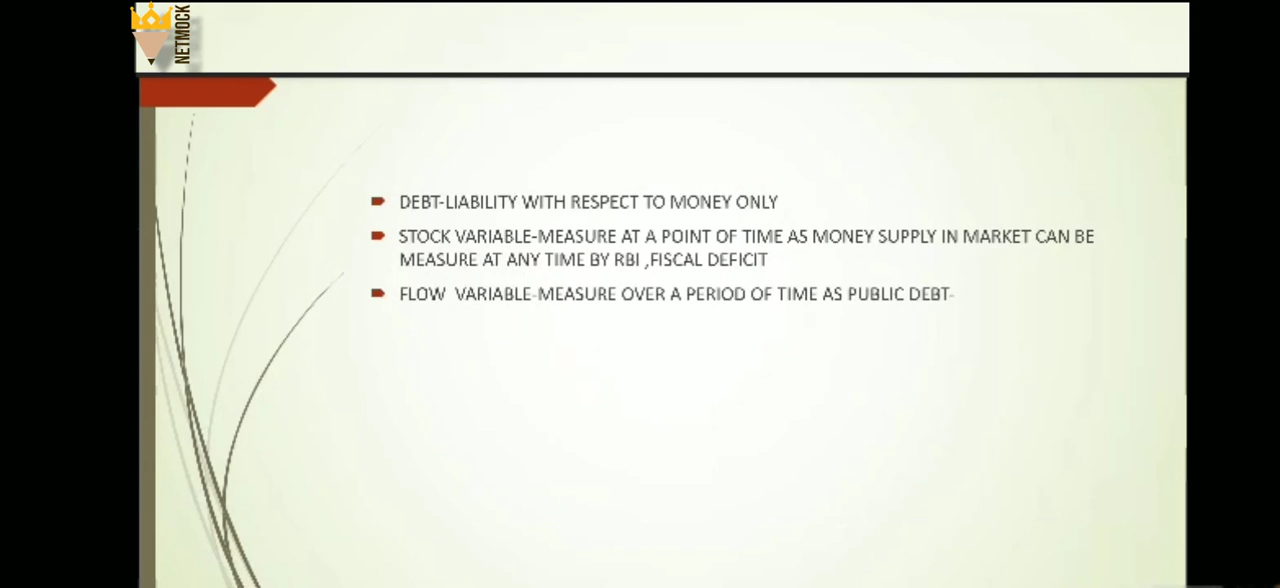 NETMOCK
DEBT-LIABILITY WITH RESPECT TO MONEY ONLY
STOCK VARIABLE-MEASURE AT A POINT OF TIME AS MONEY SUPPLY IN MARKET CAN BE
MEASURE AT ANY TIME BY RBI ,FISCAL DEFICIT
FLOW  VARIABLE-MEASURE OVER A PERIOD OF TIME AS PUBLIC DEBT-